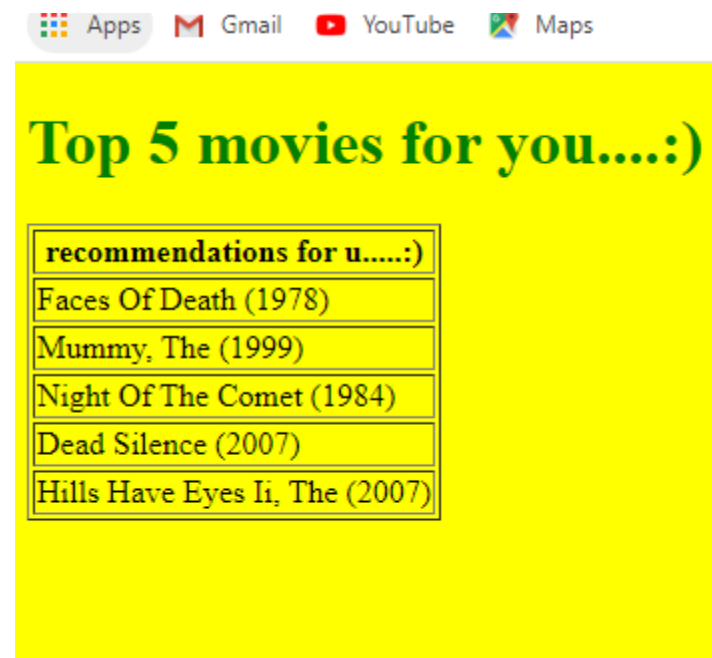 Apps Gmail YouTube Maps
Top 5 movies for you....:)
recommendations for u.....:)
Faces Of Death (1978)
Mummy, The (1999)
Night Of The Comet (1984)
Dead Silence (2007)
Hills Have Eyes Ii, The (2007)